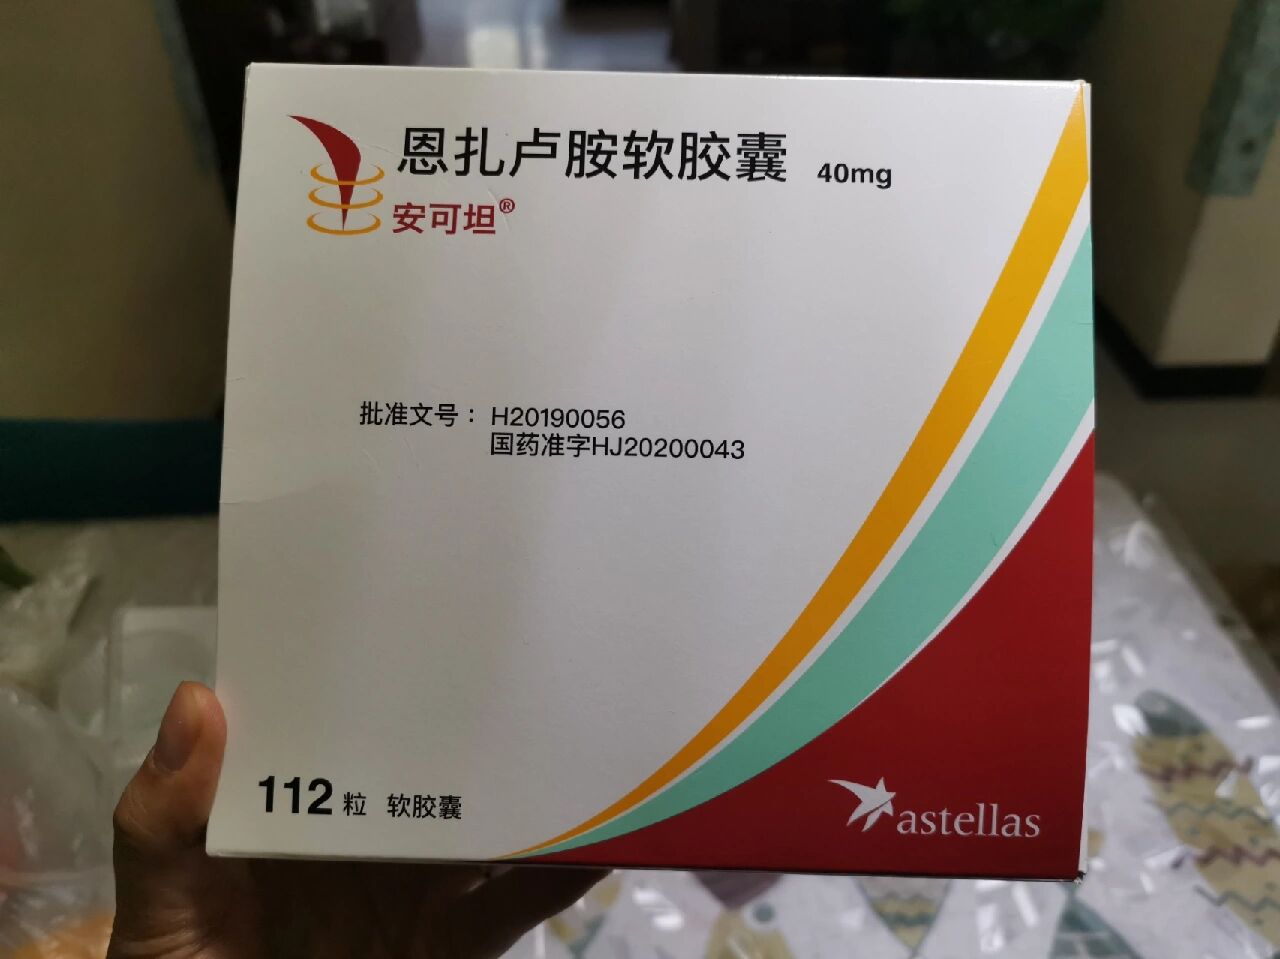 恩扎卢胺软胶囊 40mg
安可坦®
批准文号：H20190056
国药准字HJ20200043
112粒 软胶囊
astellas